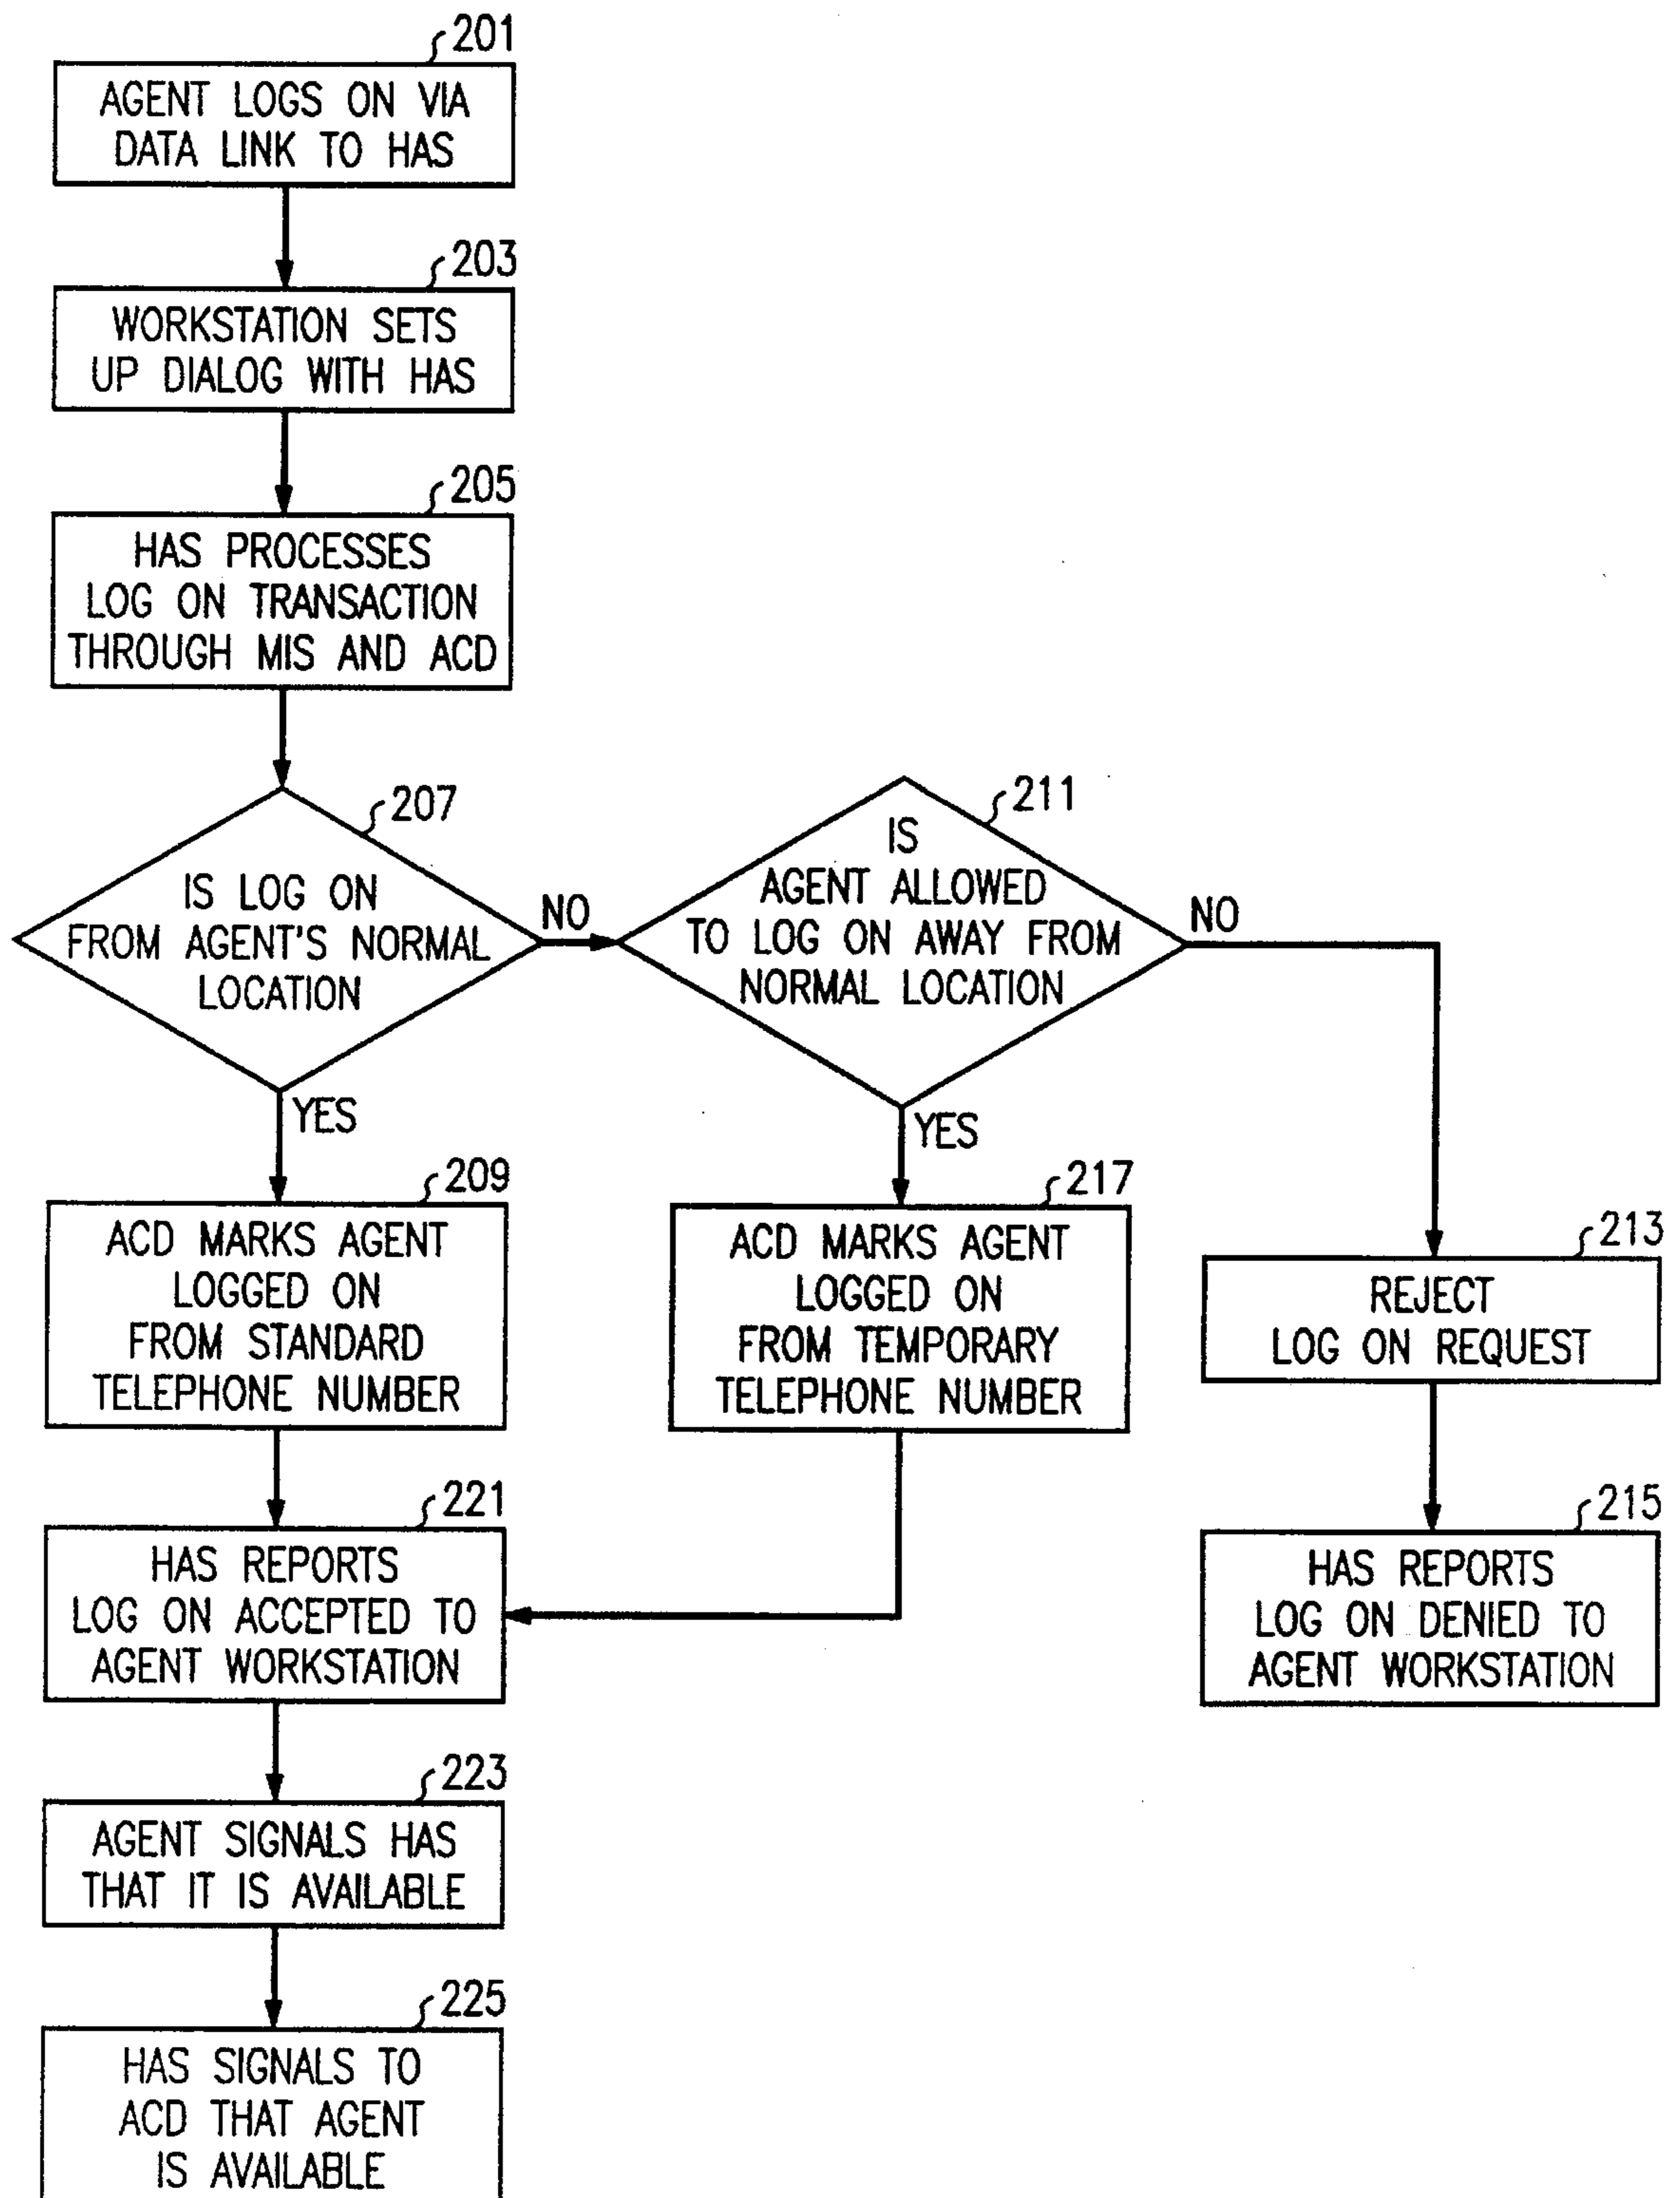 201
AGENT LOGS ON VIA
DATA LINK TO HAS
203
WORKSTATION SETS
UP DIALOG WITH HAS
205
HAS PROCESSES
LOG ON TRANSACTION
THROUGH MIS AND ACD
207
IS LOG ON
FROM AGENT'S NORMAL
LOCATION
NO
YES
211
IS
AGENT ALLOWED
TO LOG ON AWAY FROM
NORMAL LOCATION
NO
YES
209
ACD MARKS AGENT
LOGGED ON
FROM STANDARD
TELEPHONE NUMBER
217
ACD MARKS AGENT
LOGGED ON
FROM TEMPORARY
TELEPHONE NUMBER
213
REJECT
LOG ON REQUEST
221
HAS REPORTS
LOG ON ACCEPTED TO
AGENT WORKSTATION
215
HAS REPORTS
LOG ON DENIED TO
AGENT WORKSTATION
223
AGENT SIGNALS HAS
THAT IT IS AVAILABLE
225
HAS SIGNALS TO
ACD THAT AGENT
IS AVAILABLE